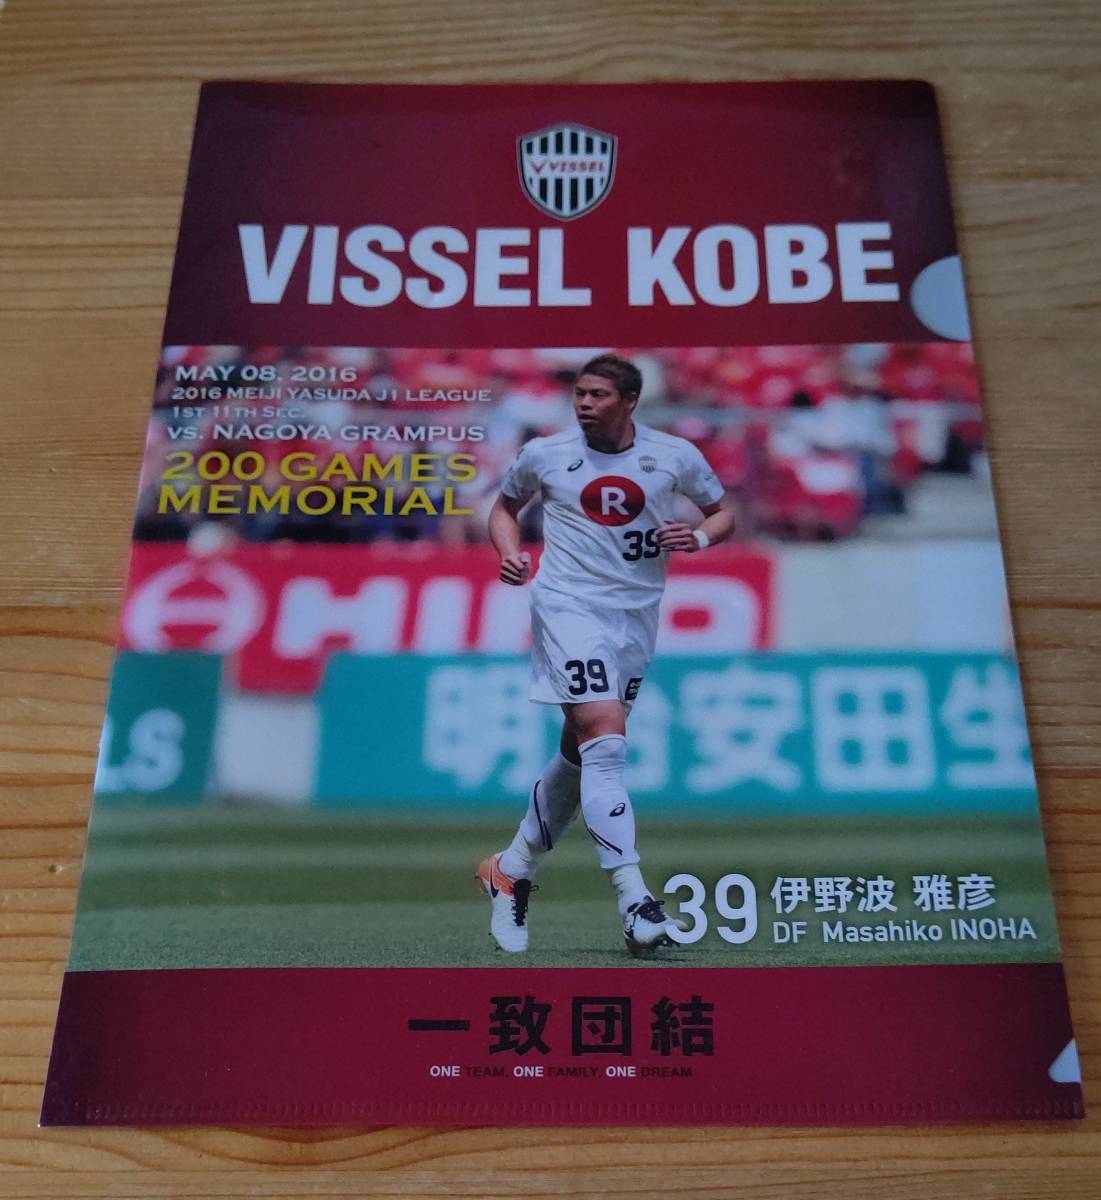 VISSEL
VISSEL KOBE
MAY 08, 2016
2016 MEIJI YASUDA J1 LEAGUE
1ST 11TH SEC.
VS. NAGOYA GRAMPUS
200 GAMES
MEMORIAL
R
39
39
LS
明治安田生
39 伊野波 雅彦
DF Masahiko INOHA
一致団結
ONE TEAM, ONE FAMILY, ONE DREAM